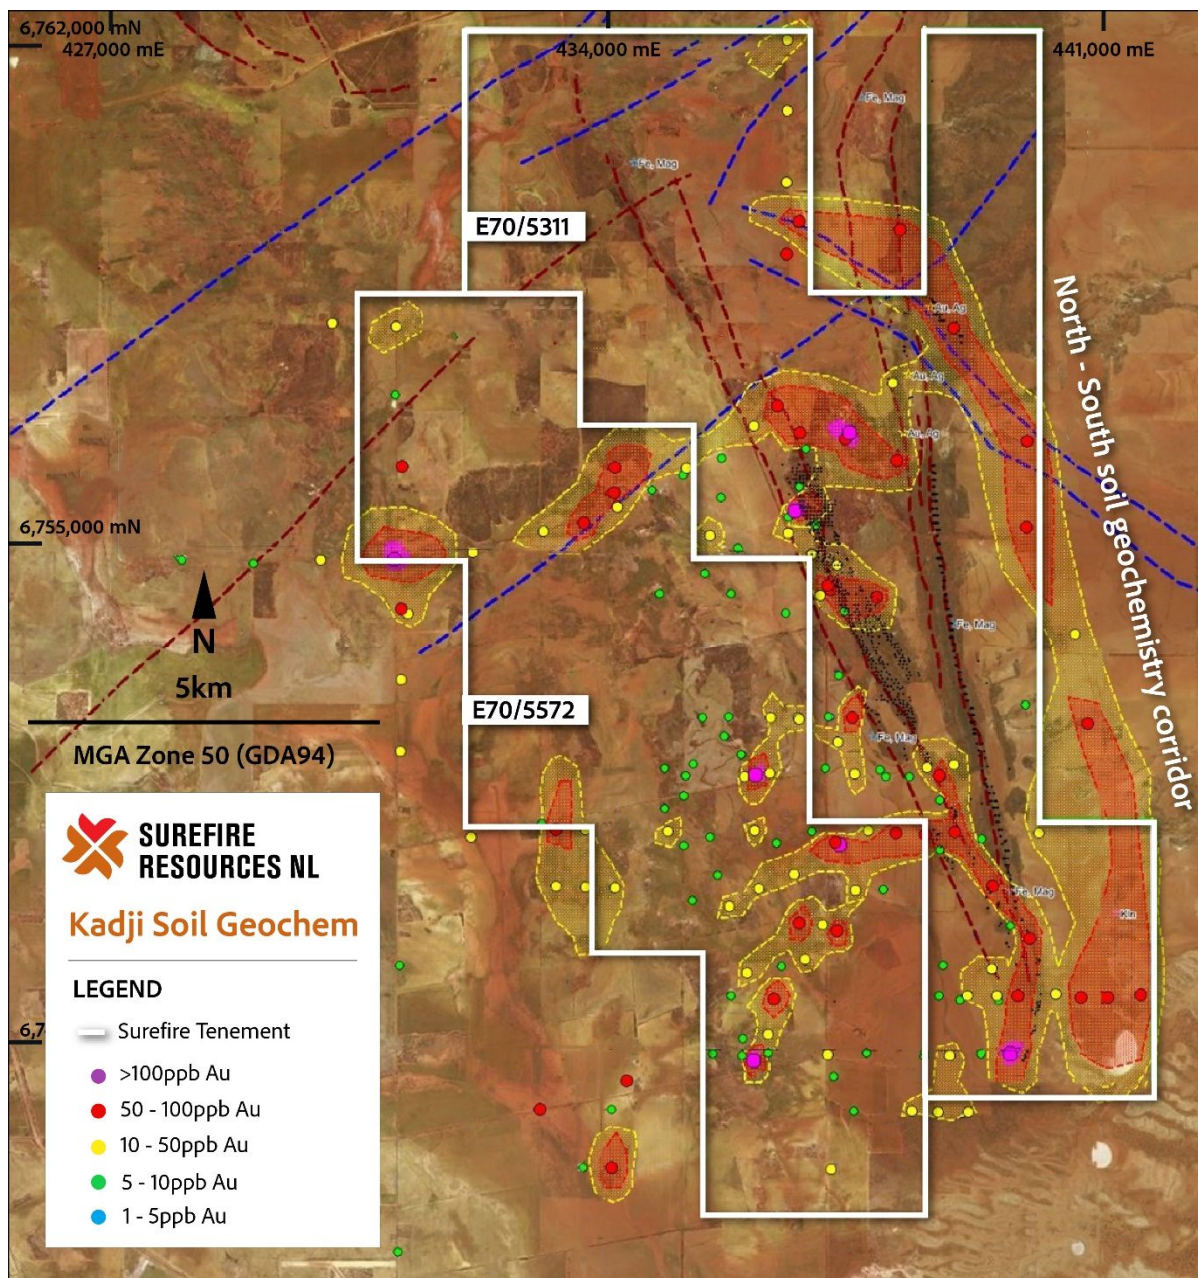 6,762,000 mN
427,000 mE
434,000 mE
441,000 mE
Fe, Mag
Fe, Mag
E70/5311
Au, Ag
Au, Ag
Au, Ag
North - South soil geochemistry corridor
6,755,000 mN
N
5km
Fe, Mag
E70/5572
Fe, Mag
MGA Zone 50 (GDA94)
SUREFIRE
RESOURCES NL
Kadji Soil Geochem
Fe, Mag
Kln
LEGEND
Surefire Tenement
>100ppb Au
50 - 100ppb Au
10 - 50ppb Au
5 - 10ppb Au
1 - 5ppb Au